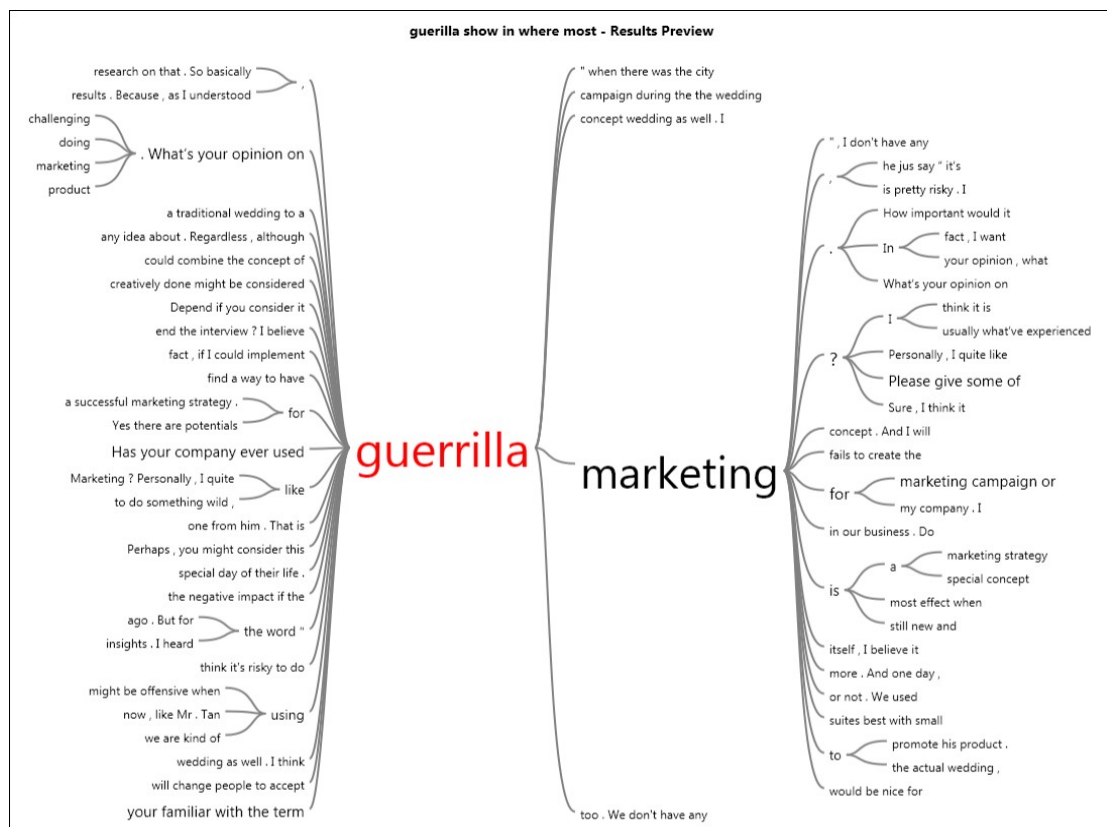 guerilla show in where most - Results Preview
research on that . So basically
results . Because , as I understood
,
challenging
doing
marketing
product
. What's your opinion on
a traditional wedding to a
any idea about . Regardless , although
could combine the concept of
creatively done might be considered
Depend if you consider it
end the interview ? I believe
fact , if I could implement
find a way to have
a successful marketing strategy .
Yes there are potentials
for
Has your company ever used
Marketing ? Personally , I quite
to do something wild ,
like
one from him . That is
Perhaps , you might consider this
special day of their life .
the negative impact if the
ago . But for
insights . I heard
the word "
think it's risky to do
might be offensive when
now , like Mr . Tan
we are kind of
using
wedding as well . I think
will change people to accept
your familiar with the term
guerrilla
" when there was the city
campaign during the the wedding
concept wedding as well . I
marketing
too . We don't have any
" , I don't have any
,
he jus say " it's
is pretty risky . I
.
How important would it
In
fact , I want
your opinion , what
What's your opinion on
?
I
think it is
usually what've experienced
Personally , I quite like
Please give some of
Sure , I think it
concept . And I will
fails to create the
for
marketing campaign or
my company . I
in our business . Do
is
a
marketing strategy
special concept
most effect when
still new and
itself , I believe it
more . And one day ,
or not . We used
suites best with small
to
promote his product .
the actual wedding ,
would be nice for